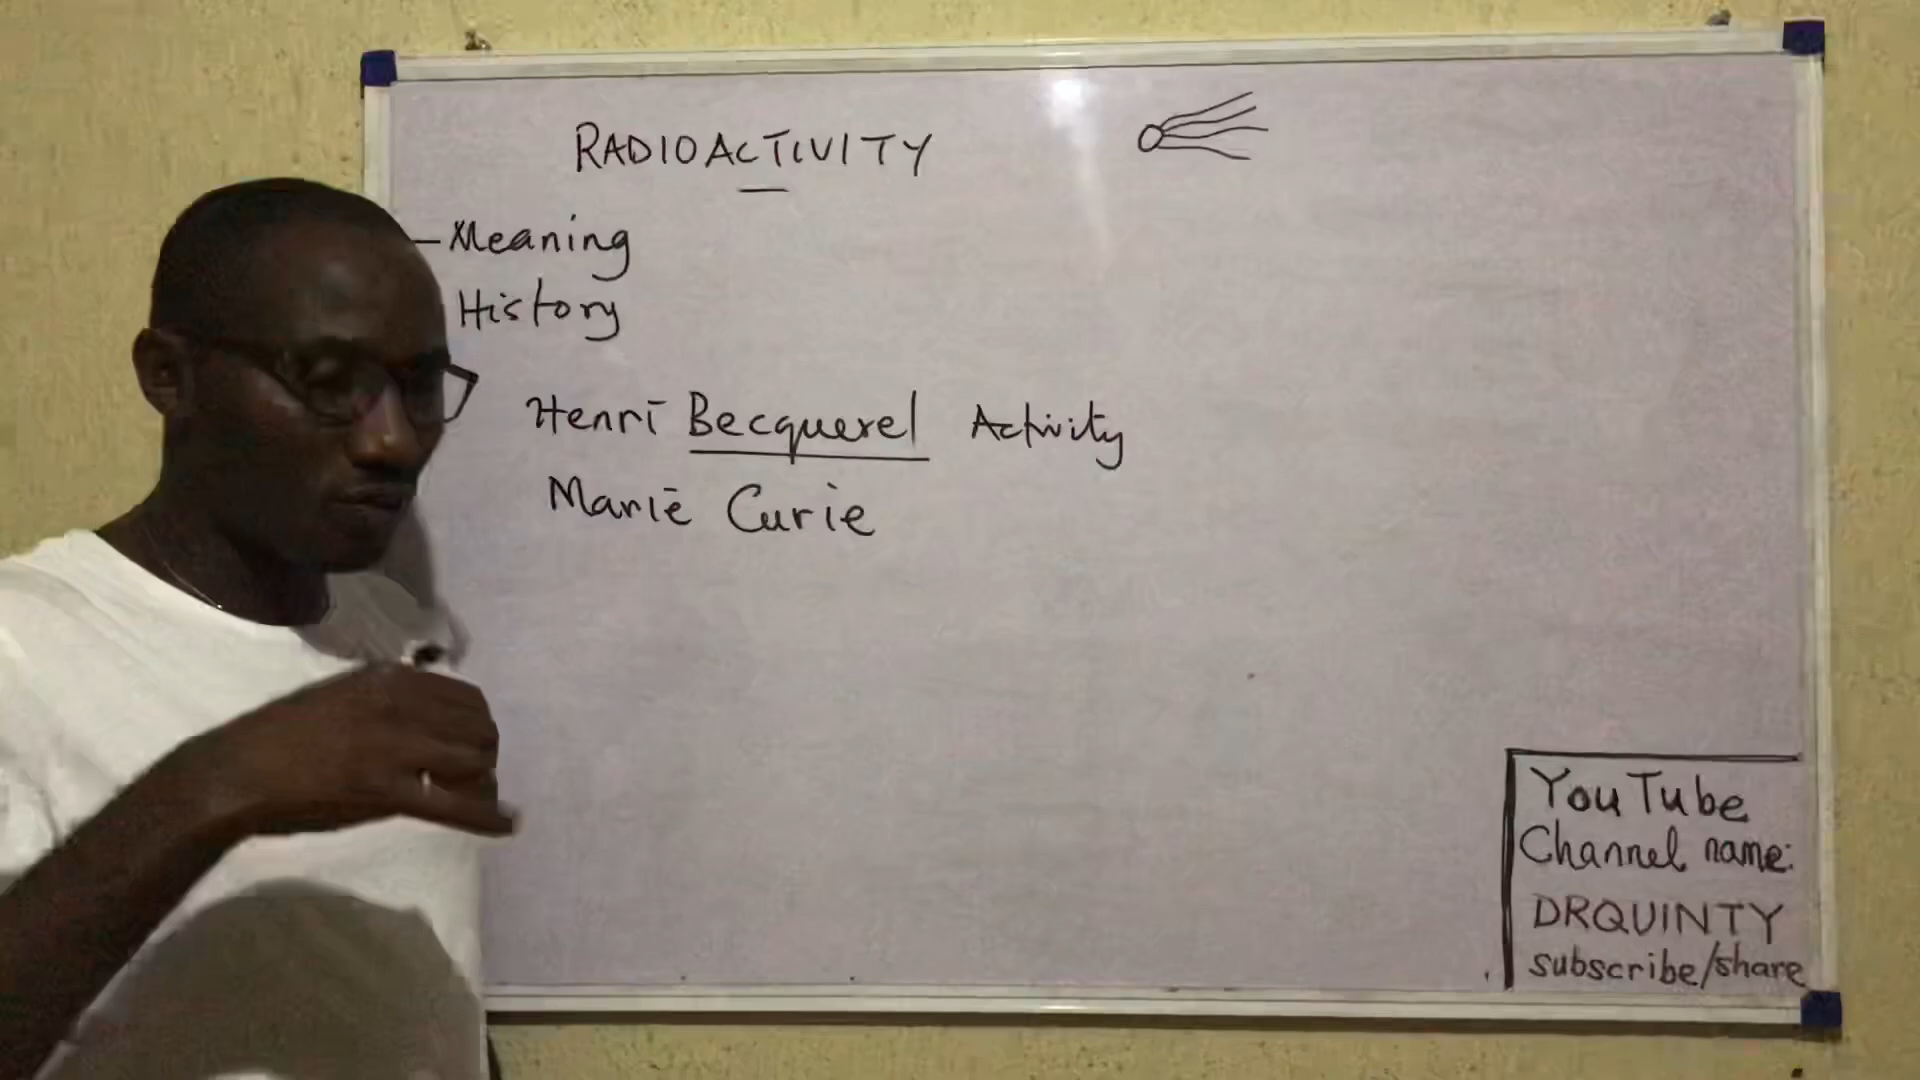 RADIOACTIVITY
- Meaning
History
Henri Becquerel Activity
Marie Curie
YouTube
Channel name:
DRQUINTY
subscribe/share